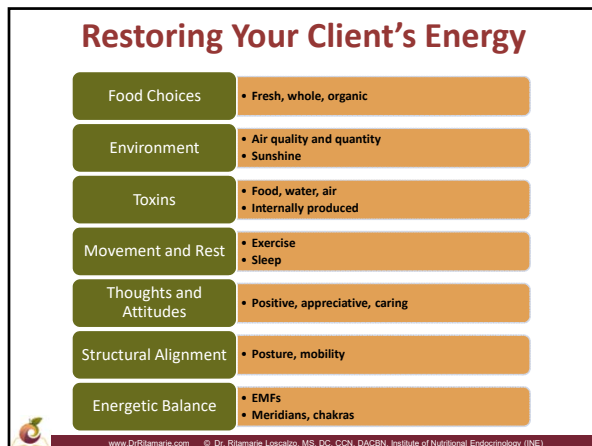 Restoring Your Client's Energy
Food Choices
• Fresh, whole, organic
Environment
• Air quality and quantity
• Sunshine
Toxins
• Food, water, air
• Internally produced
Movement and Rest
• Exercise
• Sleep
Thoughts and
Attitudes
• Positive, appreciative, caring
Structural Alignment
• Posture, mobility
Energetic Balance
• EMFs
• Meridians, chakras
www.DrRitamarie.com © Dr. Ritamarie Loscalzo, MS, DC, CCN, DACBN, Institute of Nutritional Endocrinology (INE)